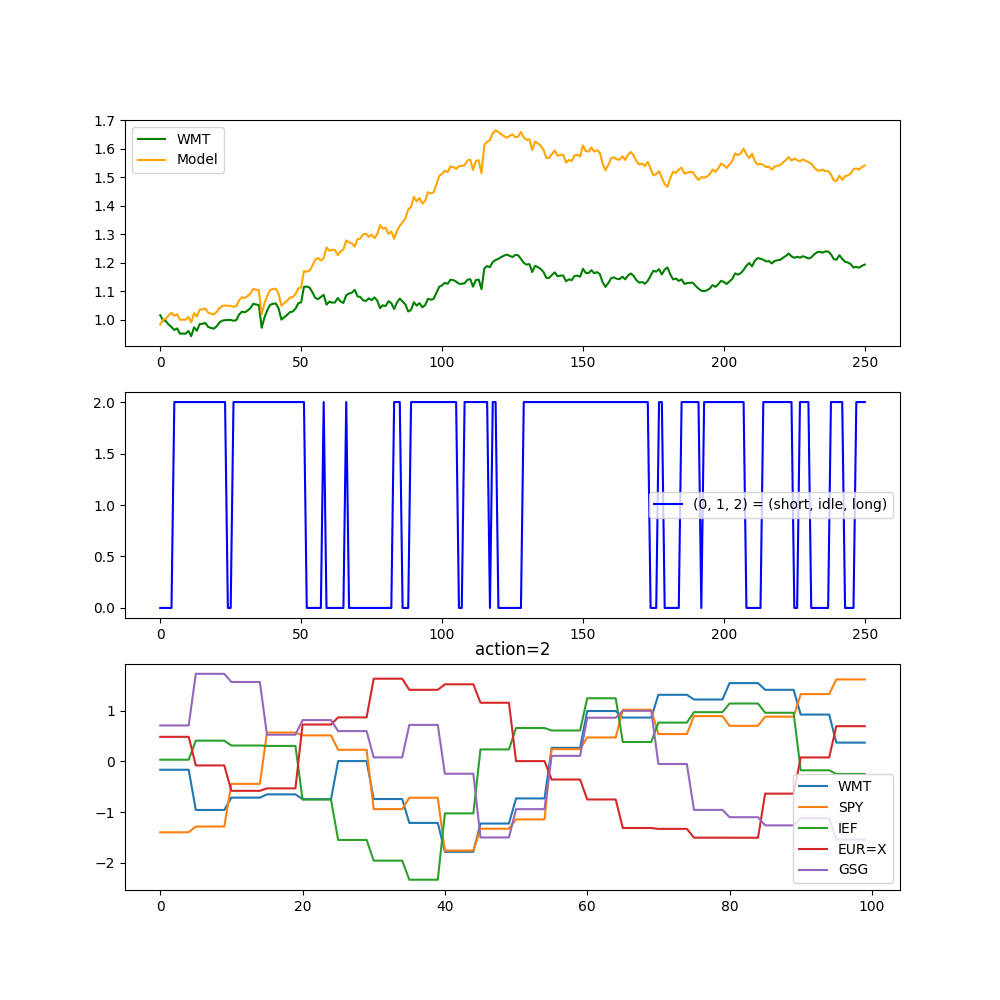 1.7
1.6
1.5
1.4
1.3
1.2
1.1
1.0
WMT
Model
0 50 100 150 200 250
2.0
1.5
1.0
0.5
0.0
(0, 1, 2) = (short, idle, long)
0 50 100 150 200 250
action=2
1
0
−1
−2
WMT
SPY
IEF
EUR=X
GSG
0 20 40 60 80 100